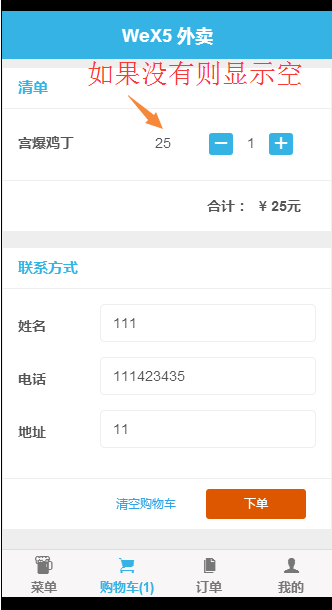 WeX5 外卖
如果没有则显示空
清单
宫爆鸡丁 25 1
合计： ¥ 25元
联系方式
姓名 111
电话 111423435
地址 11
清空购物车 下单
菜单 购物车(1) 订单 我的